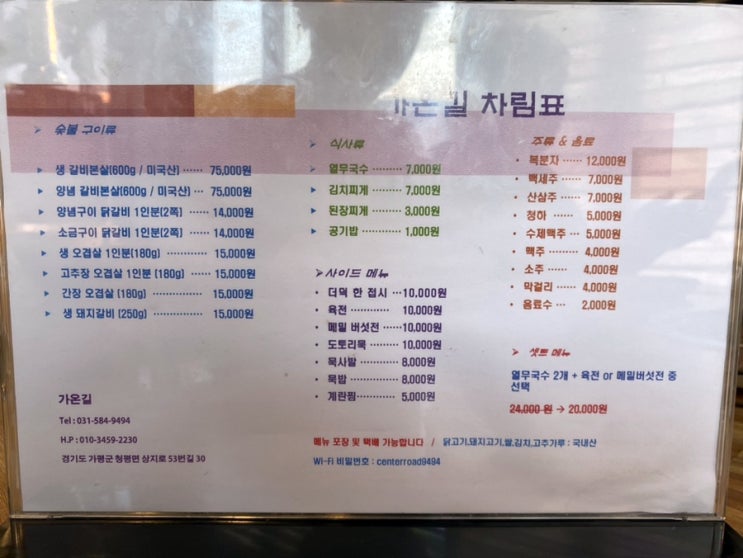 가온길 차림표
숯불 구이류
생 갈비본살(600g / 미국산) ··· 75,000원
양념 갈비본살(600g / 미국산) ··· 75,000원
양념구이 닭갈비 1인분(2쪽) ······ 14,000원
소금구이 닭갈비 1인분(2쪽) ······ 14,000원
생 오겹살 1인분(180g) ············ 15,000원
고추장 오겹살 1인분 (180g) ······ 15,000원
간장 오겹살 (180g) ··············· 15,000원
생 돼지갈비 (250g) ··············· 15,000원
가온길
Tel : 031-584-9494
H.P : 010-3459-2230
경기도 가평군 청평면 상지로 53번길 30
식사류
열무국수 ········· 7,000원
김치찌게 ········· 7,000원
된장찌게 ········· 3,000원
공기밥 ············ 1,000원
사이드 메뉴
더덕 한 접시 ···10,000원
육전 ············ 10,000원
메밀 버섯전 ······10,000원
도토리묵 ·········10,000원
묵사발 ············8,000원
묵밥 ···············8,000원
계란찜············ 5,000원
주류 & 음료
복분자 ······ 12,000원
백세주 ······ 7,000원
산삼주 ······ 7,000원
청하 ······ 5,000원
수제맥주 ··· 5,000원
맥주 ········· 4,000원
소주 ········· 4,000원
막걸리 ······ 4,000원
음료수 ··· 2,000원
셋트 메뉴
열무국수 2개 + 육전 or 메밀버섯전 중
선택
24,000 원 → 20,000원
메뉴 포장 및 택배 가능합니다 / 닭고기,돼지고기,쌀,김치,고추가루 : 국내산
WI-FI 비밀번호 : centerroad9494